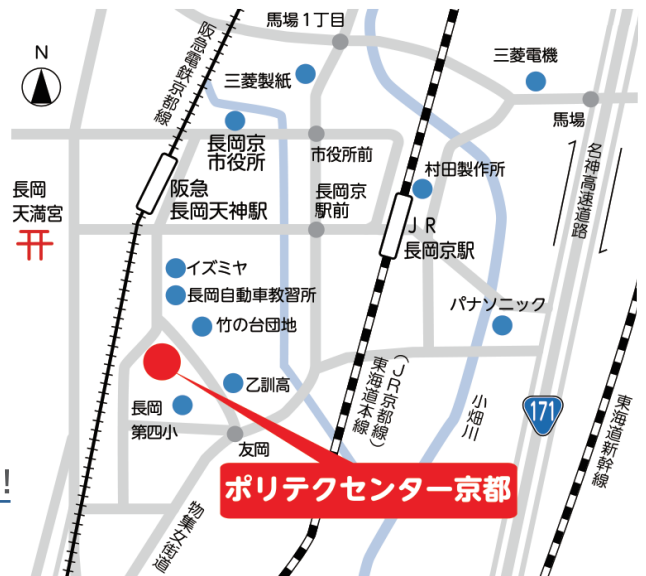 馬場1丁目
N
阪急電鉄京都線
三菱電機
三菱製紙
馬場
長岡京
市役所
市役所前
名神高速道路
村田製作所
長岡
天満宮
阪急
長岡天神駅
長岡京
駅前
JR
長岡京駅
イズミヤ
長岡自動車教習所
パナソニック
竹の台団地
乙訓高
(JR京都線)
東海道本線
小畑川
171
東海道新幹線
長岡
第四小
友岡
ポリテクセンター京都
!
物集女街道